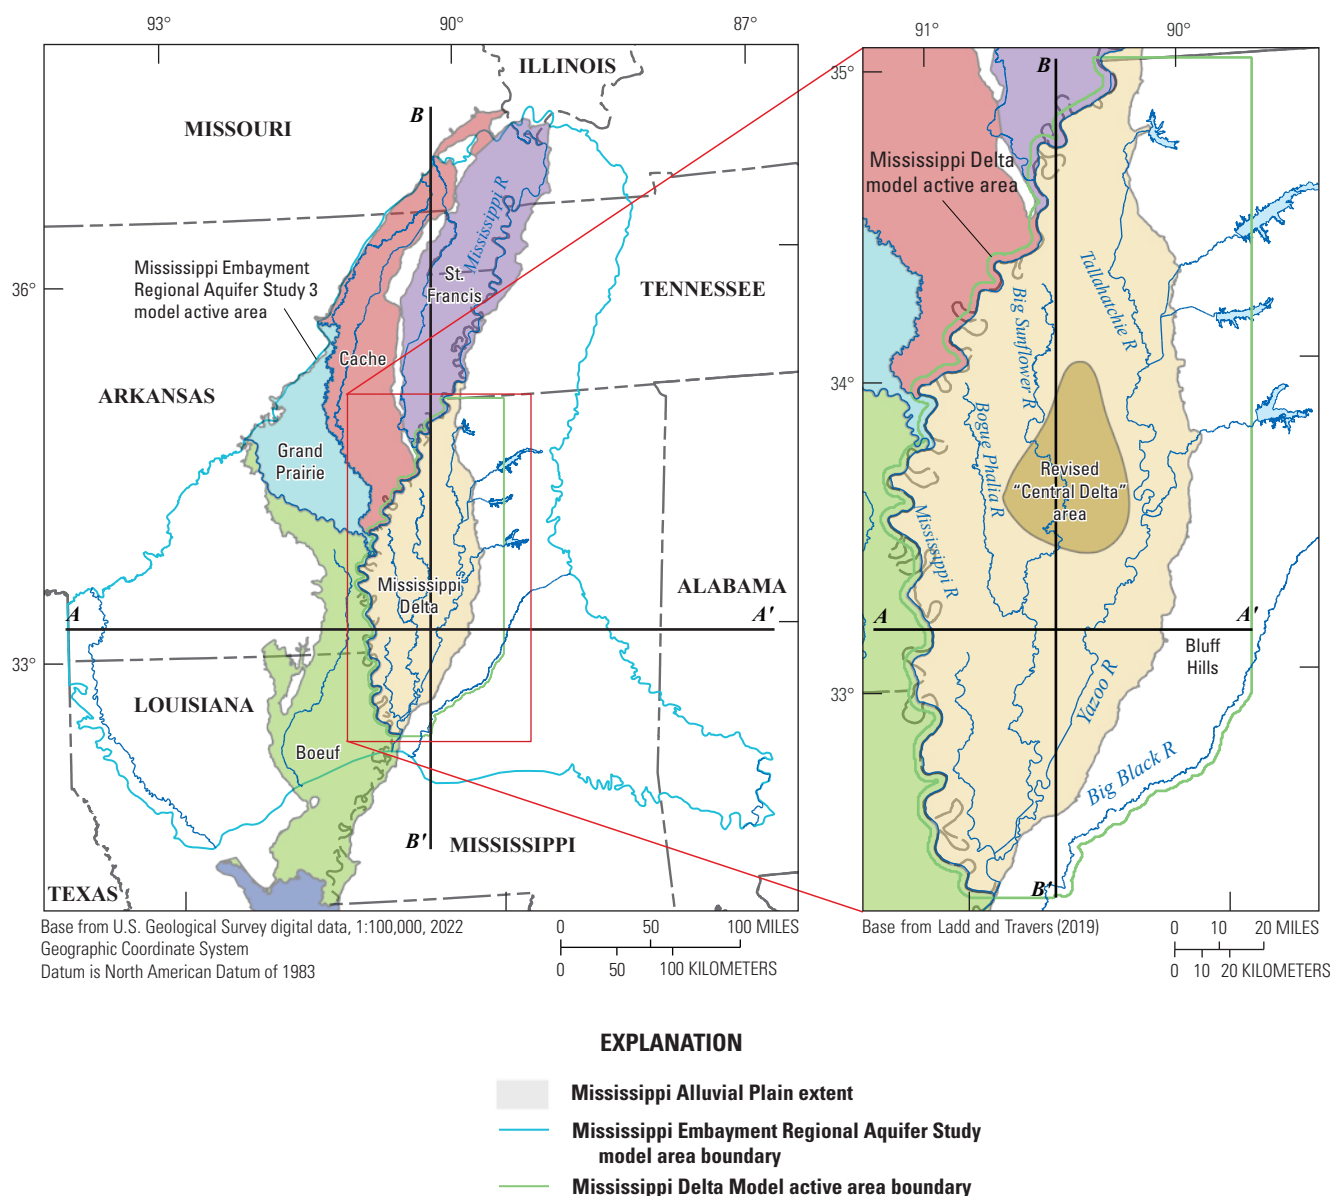 93°
90°
87°
ILLINOIS
MISSOURI
B
Mississippi R
St.
Francis
Mississippi Embayment
Regional Aquifer Study 3
model active area
36°
TENNESSEE
Cache
ARKANSAS
Grand
Prairie
Mississippi
Delta
ALABAMA
A
A'
33°
LOUISIANA
Boeuf
B'
MISSISSIPPI
TEXAS
Base from U.S. Geological Survey digital data, 1:100,000, 2022
Geographic Coordinate System
Datum is North American Datum of 1983
0 50 100 MILES
0 50 100 KILOMETERS
91°
90°
35°
B
Mississippi Delta
model active area
Tallahatchie R
Big Sunflower R
34°
Bogue Phalia R
Revised
“Central Delta”
area
Mississippi R
A
A'
Bluff
Hills
33°
Yazoo R
Big Black R
B'
Base from Ladd and Travers (2019)
0 10 20 MILES
0 10 20 KILOMETERS
EXPLANATION
Mississippi Alluvial Plain extent
Mississippi Embayment Regional Aquifer Study
model area boundary
Mississippi Delta Model active area boundary